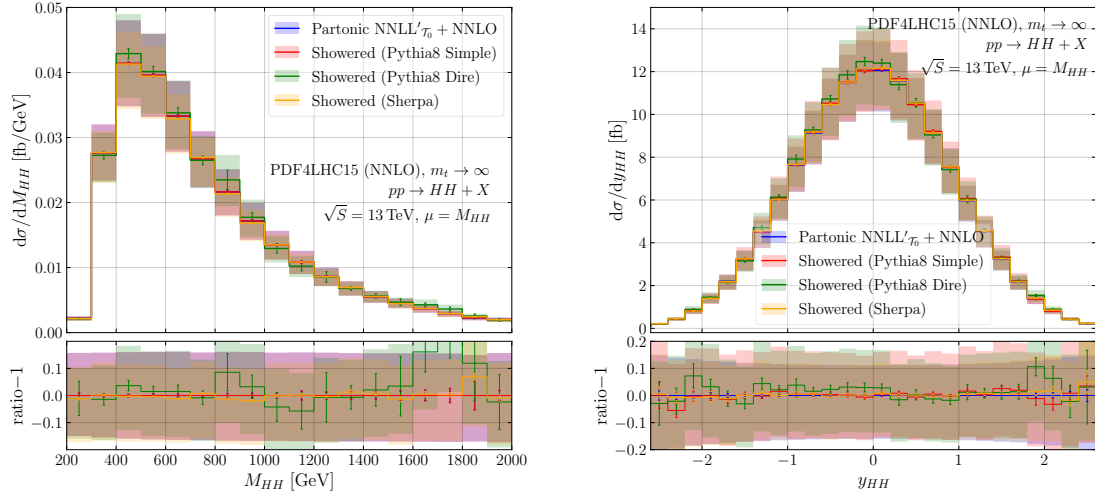 0.05
0.04
0.03
0.02
0.01
0.00
dσ/dM_HH [fb/GeV]
Partonic NNLL′_𝒯0 + NNLO
Showered (Pythia8 Simple)
Showered (Pythia8 Dire)
Showered (Sherpa)
PDF4LHC15 (NNLO), m_t → ∞
pp → HH + X
√S = 13 TeV, μ = M_HH
0.1
0.0
−0.1
ratio−1
200 400 600 800 1000 1200 1400 1600 1800 2000
M_HH [GeV]
14
12
10
8
6
4
2
0
dσ/dy_HH [fb]
PDF4LHC15 (NNLO), m_t → ∞
pp → HH + X
√S = 13 TeV, μ = M_HH
Partonic NNLL′_𝒯0 + NNLO
Showered (Pythia8 Simple)
Showered (Pythia8 Dire)
Showered (Sherpa)
0.2
0.1
0.0
−0.1
−0.2
ratio−1
−2 −1 0 1 2
y_HH